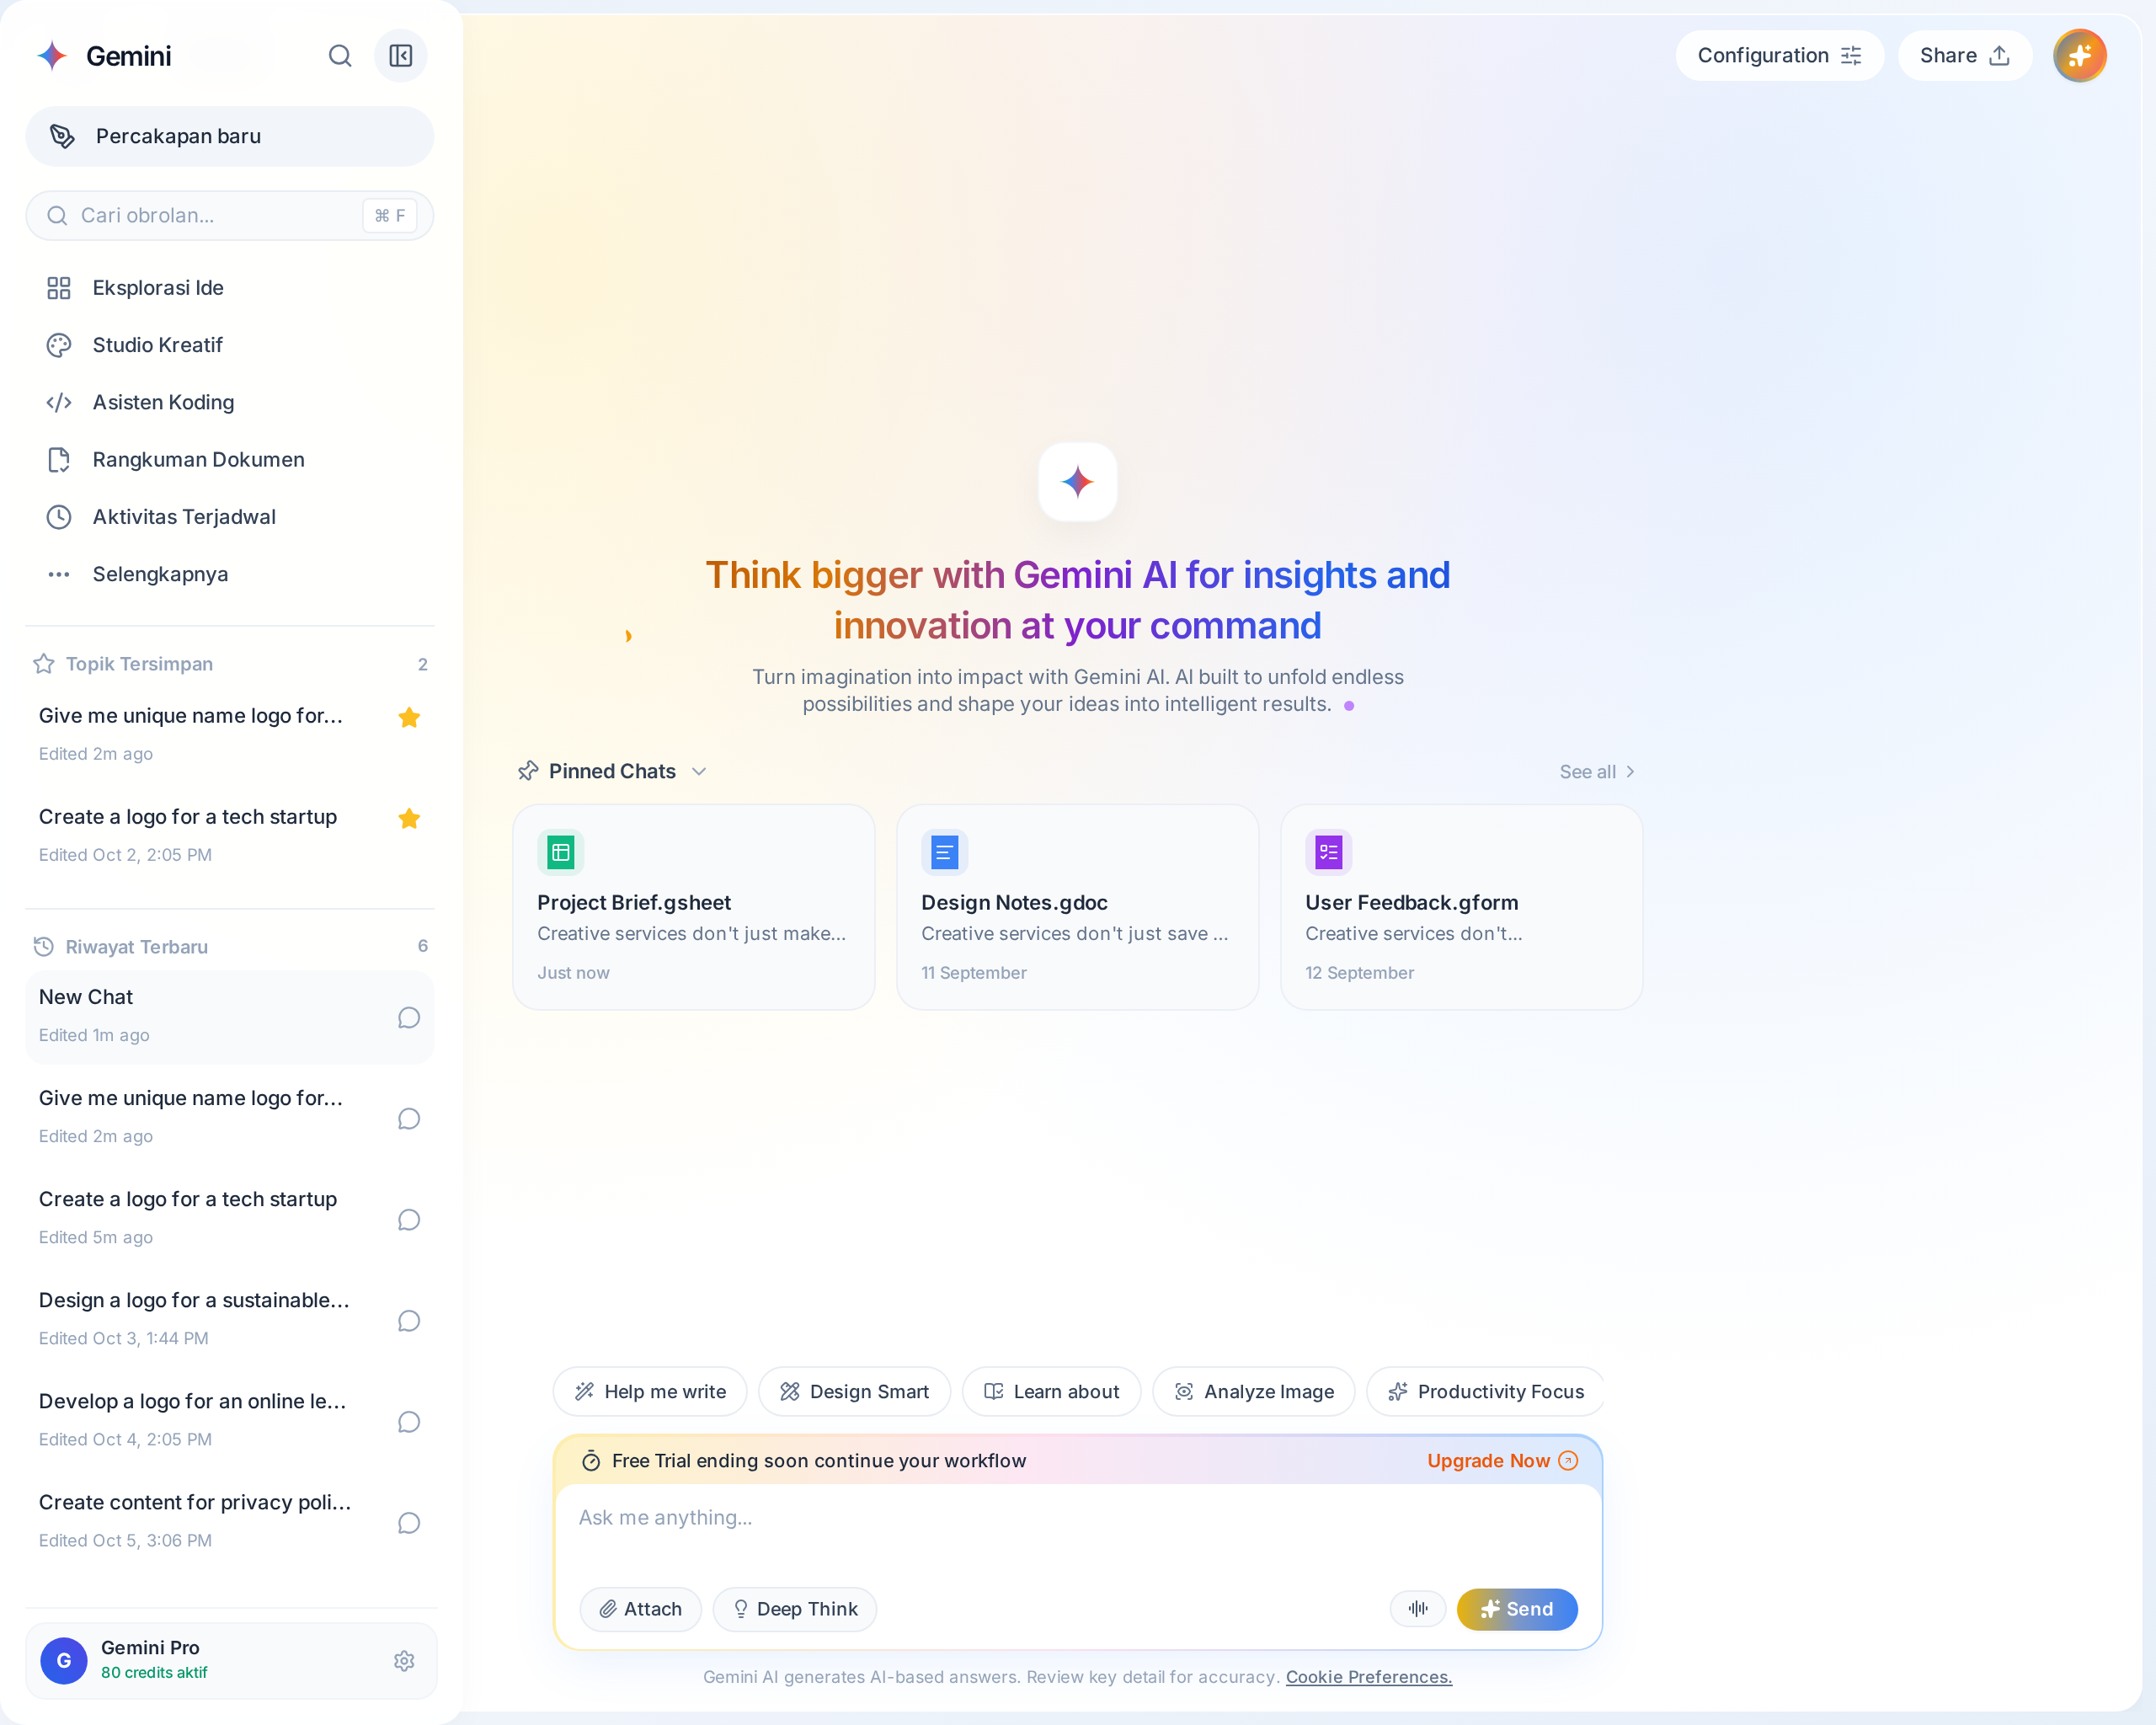 Gemini
Configuration
Share
Percakapan baru
Cari obrolan...
⌘ F
Eksplorasi Ide
Studio Kreatif
Asisten Koding
Rangkuman Dokumen
Aktivitas Terjadwal
Selengkapnya
Topik Tersimpan
2
Give me unique name logo for...
Edited 2m ago
Create a logo for a tech startup
Edited Oct 2, 2:05 PM
Riwayat Terbaru
6
New Chat
Edited 1m ago
Give me unique name logo for...
Edited 2m ago
Create a logo for a tech startup
Edited 5m ago
Design a logo for a sustainable...
Edited Oct 3, 1:44 PM
Develop a logo for an online le...
Edited Oct 4, 2:05 PM
Create content for privacy poli...
Edited Oct 5, 3:06 PM
G
Gemini Pro
80 credits aktif
Think bigger with Gemini AI for insights and
innovation at your command
Turn imagination into impact with Gemini AI. AI built to unfold endless
possibilities and shape your ideas into intelligent results.
Pinned Chats
See all
Project Brief.gsheet
Creative services don't just make...
Just now
Design Notes.gdoc
Creative services don't just save ...
11 September
User Feedback.gform
Creative services don't...
12 September
Help me write
Design Smart
Learn about
Analyze Image
Productivity Focus
Free Trial ending soon continue your workflow
Upgrade Now
Ask me anything...
Attach
Deep Think
Send
Gemini AI generates AI-based answers. Review key detail for accuracy. Cookie Preferences.